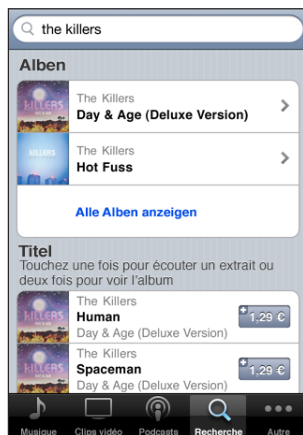 the killers
Alben
The Killers
Day & Age (Deluxe Version)
KILLERS
The Killers
Hot Fuss
Alle Alben anzeigen
Titel
Touchez une fois pour écouter un extrait ou
deux fois pour voir l'album
The Killers
Human
Day & Age (Deluxe Version)
1,29 €
The Killers
Spaceman
Day & Age (Deluxe Version)
1,29 €
Musique Clips vidéo Podcasts Recherche Autre